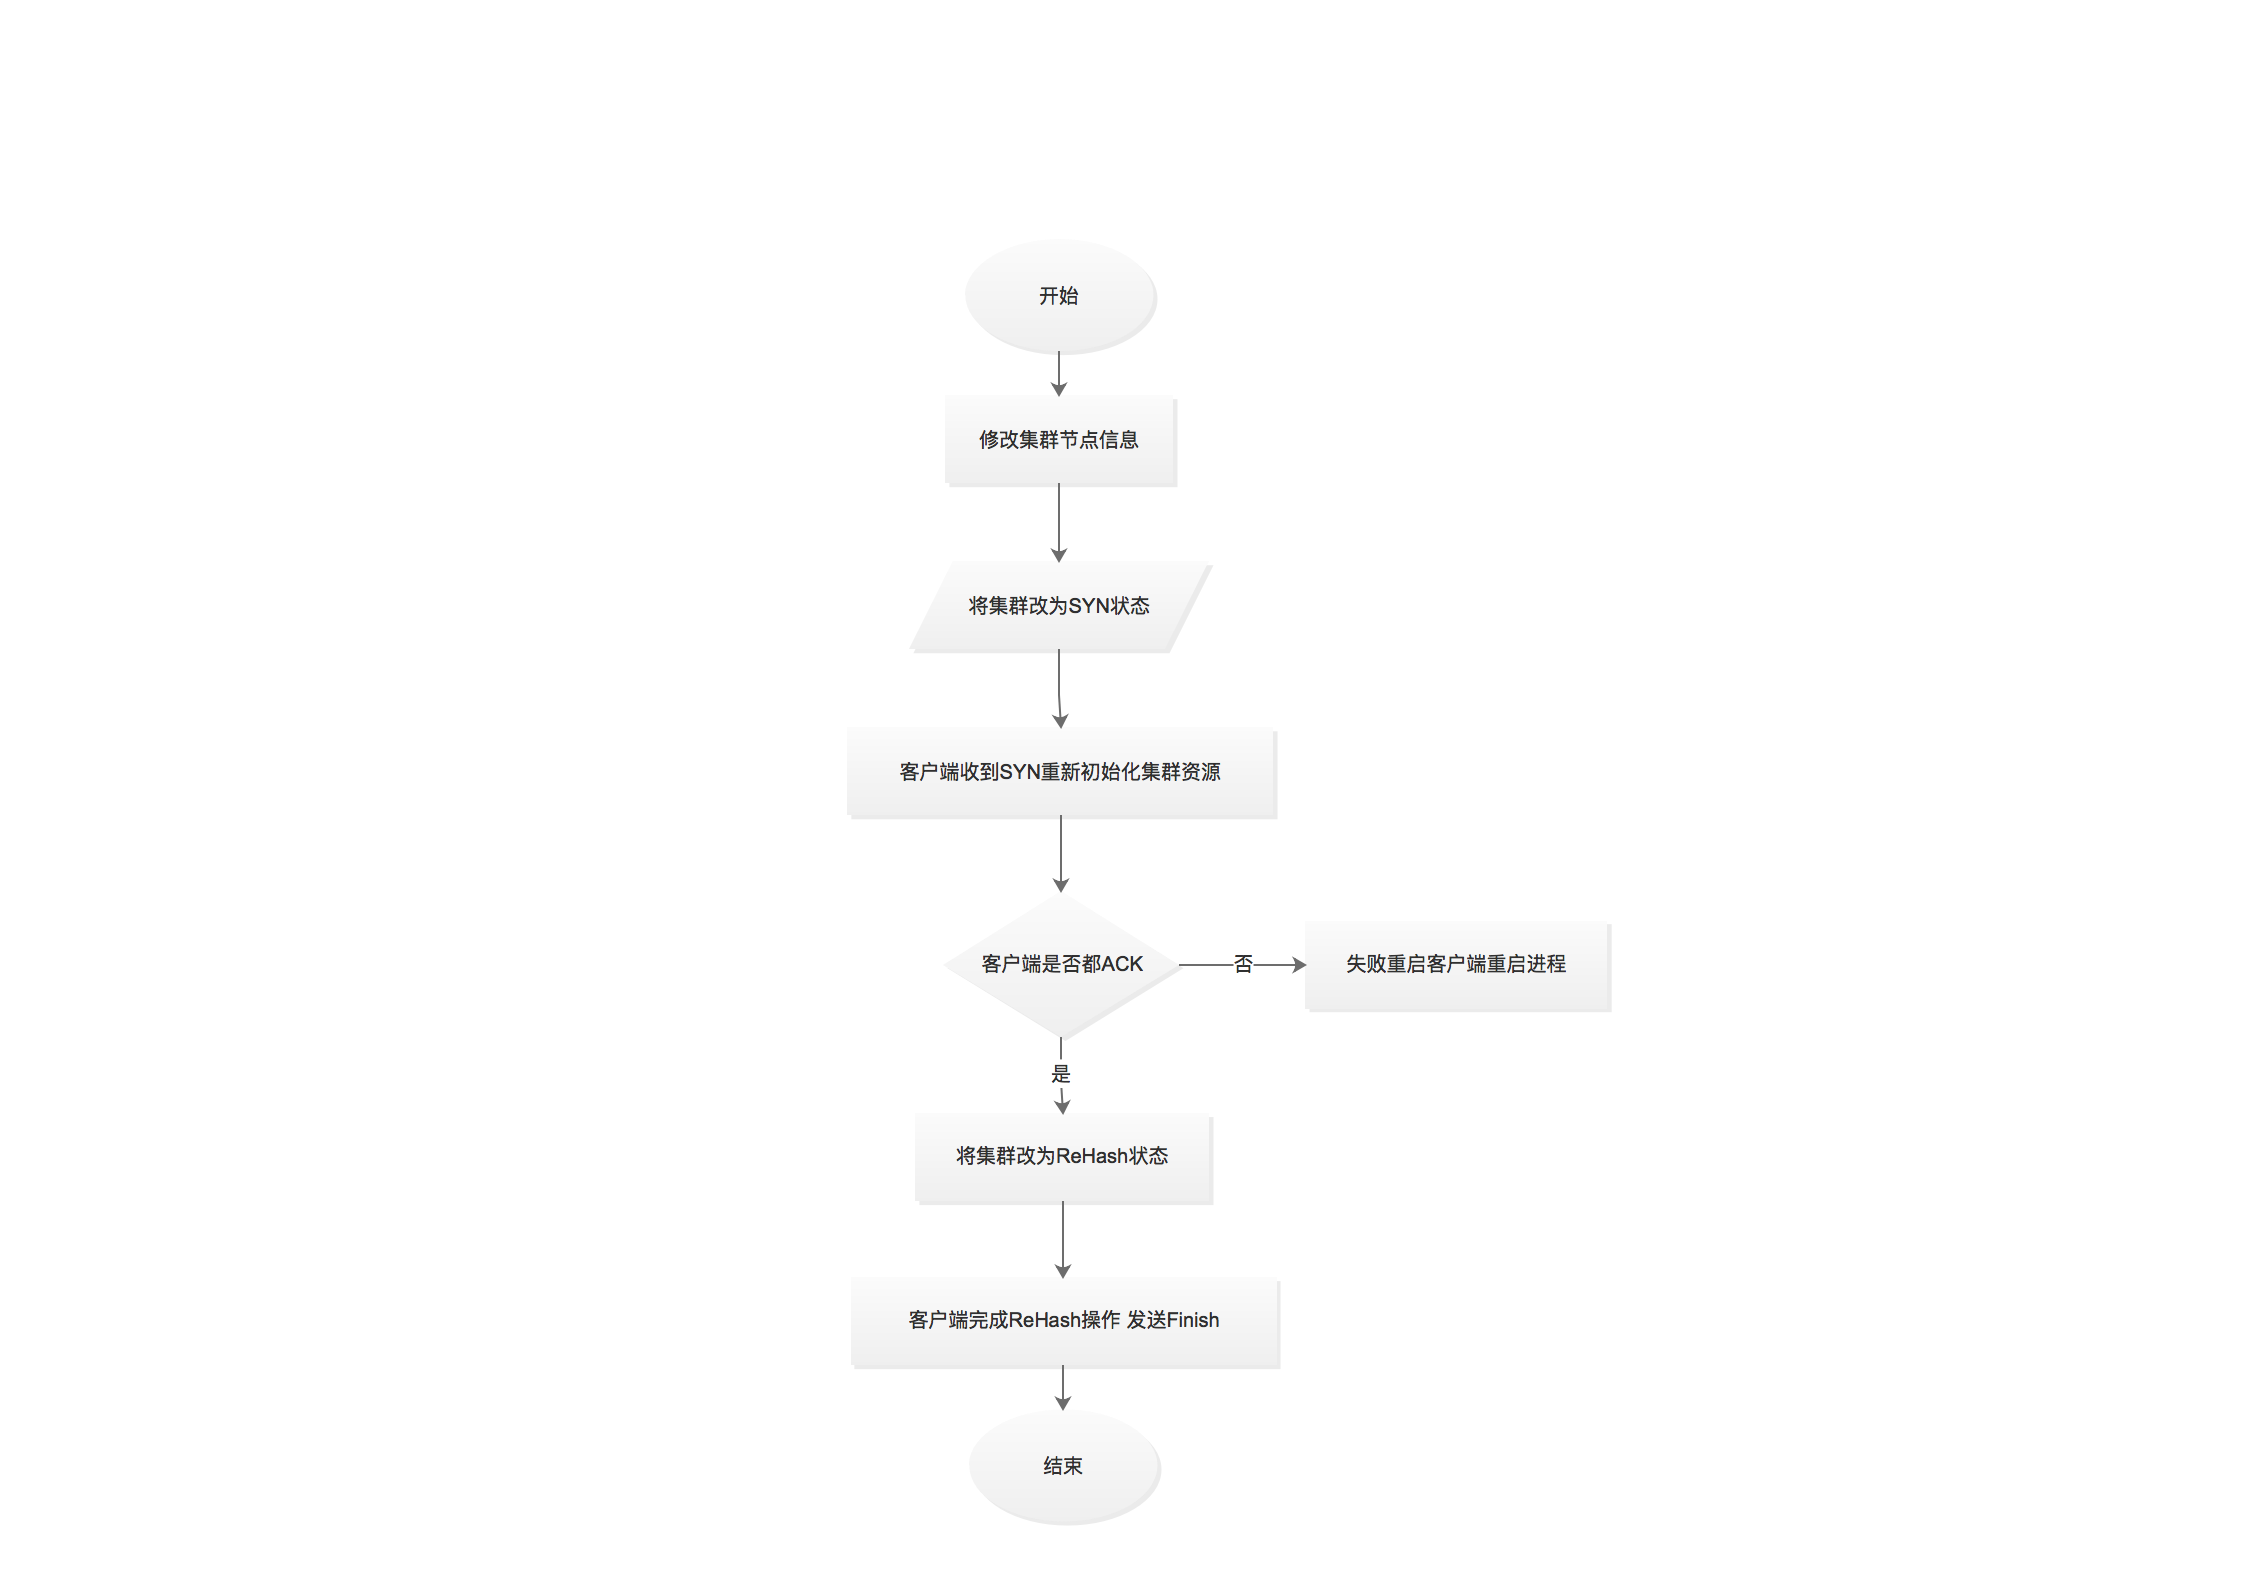 开始
修改集群节点信息
将集群改为SYN状态
客户端收到SYN重新初始化集群资源
客户端是否都ACK
否
失败重启客户端重启进程
是
将集群改为ReHash状态
客户端完成ReHash操作 发送Finish
结束